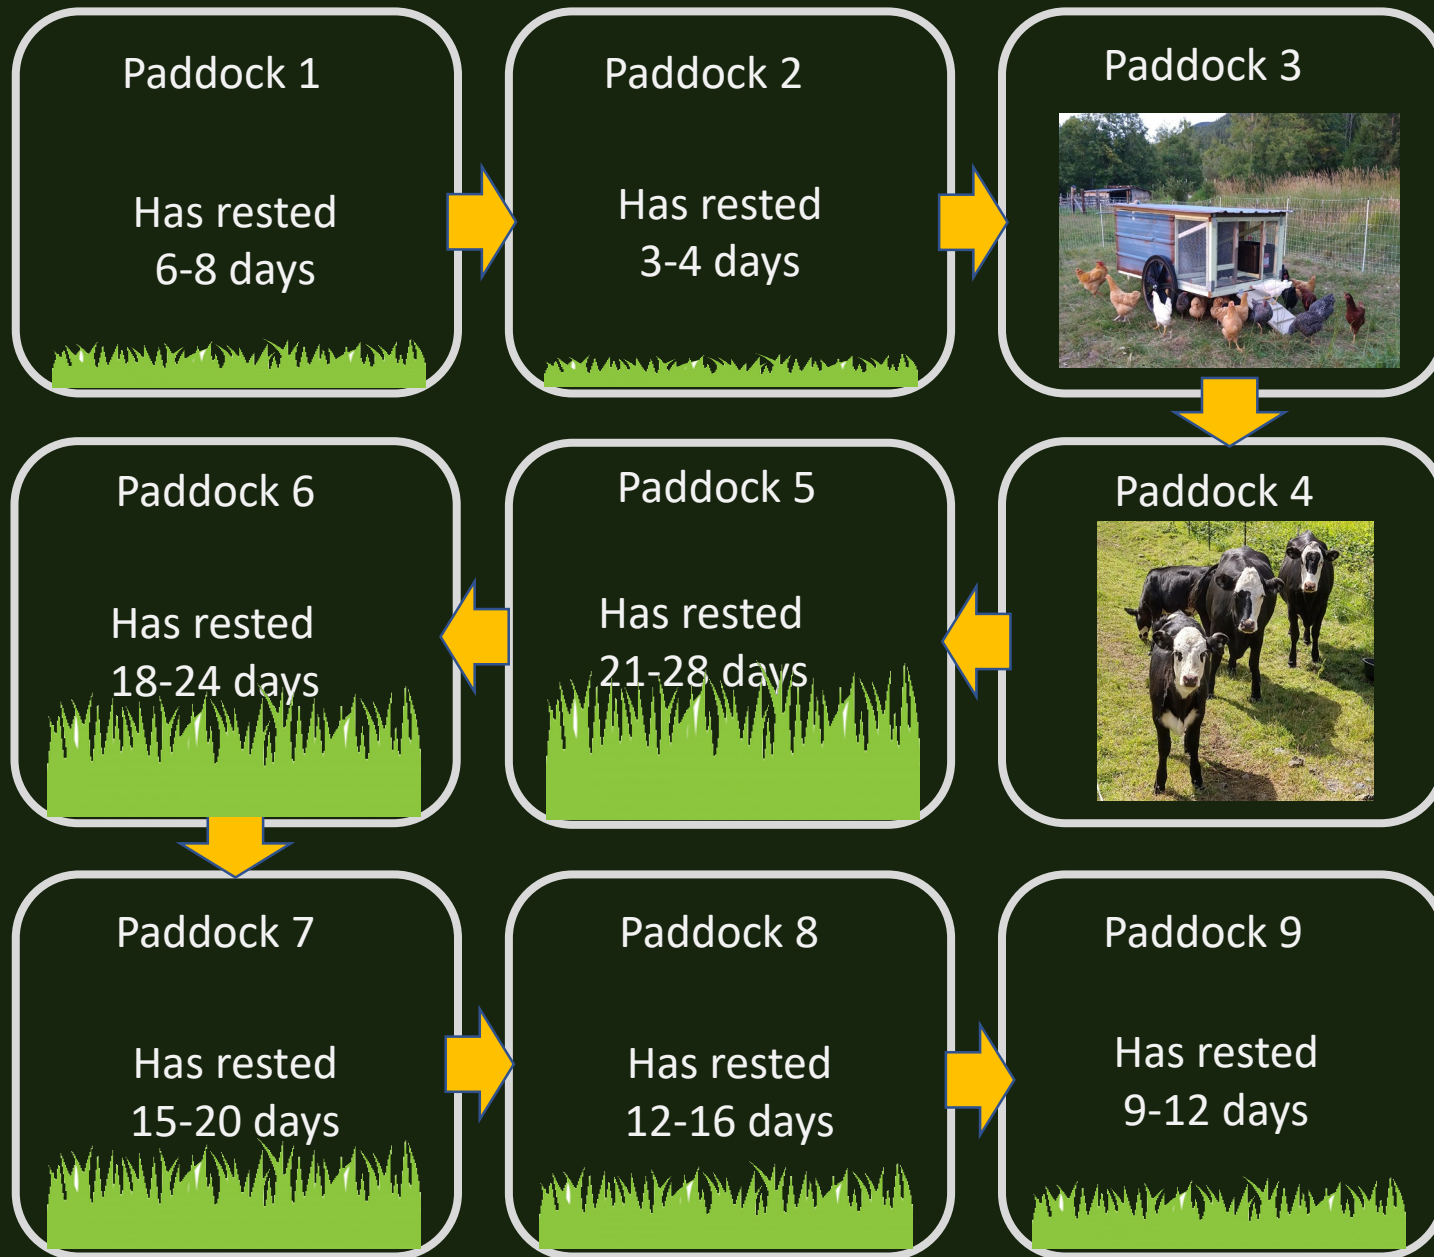 Paddock 1
Has rested
6-8 days
Paddock 2
Has rested
3-4 days
Paddock 3
Paddock 6
Has rested
18-24 days
Paddock 5
Has rested
21-28 days
Paddock 4
Paddock 7
Has rested
15-20 days
Paddock 8
Has rested
12-16 days
Paddock 9
Has rested
9-12 days